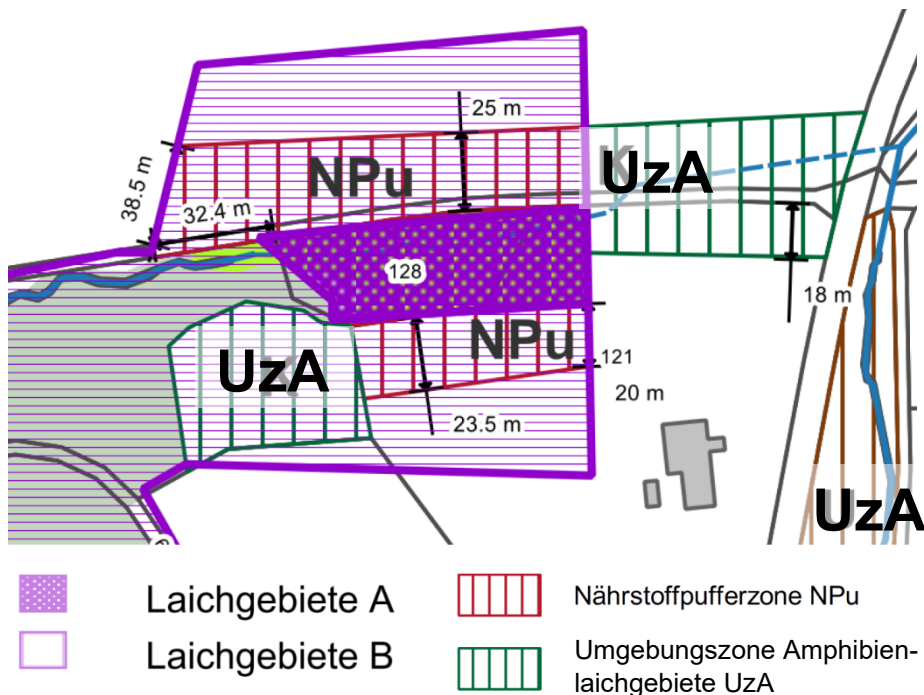 25 m
NPu
UzA
38.5 m
32.4 m
128
18 m
NPu
UzA
121
20 m
23.5 m
UzA
Laichgebiete A
Nährstoffpufferzone NPu
Laichgebiete B
Umgebungszone Amphibien-
laichgebiete UzA